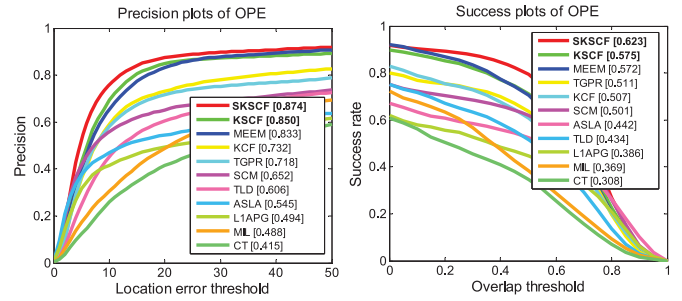 Precision plots of OPE
Precision
1
0.8
0.6
0.4
0.2
0
0 10 20 30 40 50
Location error threshold
SKSCF [0.874]
KSCF [0.850]
MEEM [0.833]
KCF [0.732]
TGPR [0.718]
SCM [0.652]
TLD [0.606]
ASLA [0.545]
L1APG [0.494]
MIL [0.488]
CT [0.415]
Success plots of OPE
Success rate
1
0.8
0.6
0.4
0.2
0
0 0.2 0.4 0.6 0.8 1
Overlap threshold
SKSCF [0.623]
KSCF [0.575]
MEEM [0.572]
TGPR [0.511]
KCF [0.507]
SCM [0.501]
ASLA [0.442]
TLD [0.434]
L1APG [0.386]
MIL [0.369]
CT [0.308]